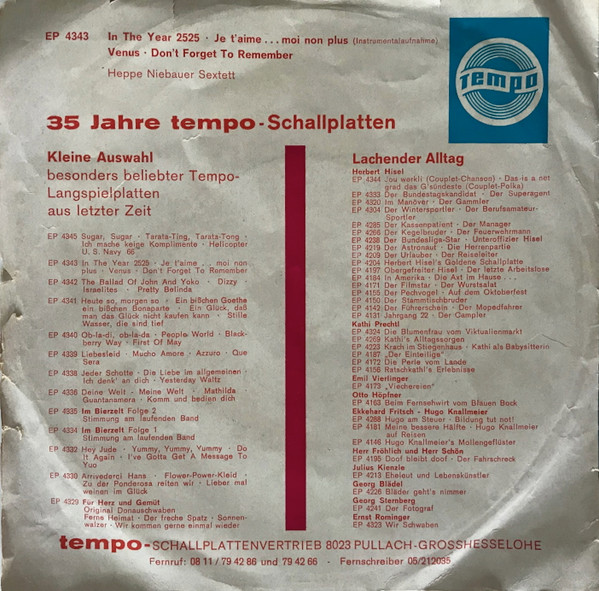 EP 4343 In The Year 2525 · Je t'aime ... moi non plus (Instrumentalaufnahme)
Venus · Don't Forget To Remember
Heppe Niebauer Sextett
Tempo
35 Jahre tempo-Schallplatten
Kleine Auswahl
besonders beliebter Tempo-
Langspielplatten
aus letzter Zeit
EP 4345 Sugar, Sugar · Tarata-Ting, Tarata-Tong ·
Ich mache keine Komplimente · Helicopter
U. S. Navy 66
EP 4343 In The Year 2525 · Je t'aime ... moi non
plus · Venus · Don't Forget To Remember
EP 4342 The Ballad Of John And Yoko · Dizzy
Israelites · Pretty Belinda
EP 4341 Heute so, morgen so · Ein bißchen Goethe
ein bißchen Bonaparte · Ein Glück, daß
man das Glück nicht kaufen kann · Stille
Wasser, die sind tief
EP 4340 Ob-la-di, ob-la-da · People World · Black-
berry Way · First Of May
EP 4339 Liebesleid · Mucho Amore · Azzuro · Que
Sera
EP 4338 Jeder Schotte · Die Liebe im allgemeinen
Ich denk' an dich · Yesterday Waltz
EP 4336 Deine Welt - Meine Welt · Mathilda
Guantanamera · Komm und bedien dich
EP 4335 Im Bierzelt Folge 2
Stimmung am laufenden Band
EP 4334 Im Bierzelt Folge 1
Stimmung am laufenden Band
EP 4332 Hey Jude · Yummy, Yummy, Yummy · Do
It Again · I've Gotta Get A Message To
You
EP 4330 Arrivederci Hans · Flower-Power-Kleid ·
Zu der Ponderosa reiten wir · Lieber mal
weinen im Glück
EP 4329 Für Herz und Gemüt
Original Donauschwaben
Ferne Heimat · Der freche Spatz · Sonnen-
walzer · Wir kommen gerne einmal wieder
Lachender Alltag
Herbert Hisel
EP 4344 Jou werkli (Couplet-Chanson) · Das is a net
grad das G'sündeste (Couplet-Polka)
EP 4333 Der Bundestagskandidat · Der Superagent
EP 4320 Im Manöver · Der Gammler
EP 4304 Der Wintersportler · Der Berufsamateur-
Sportler
EP 4285 Der Kassenpatient · Der Manager
EP 4266 Der Kegelbruder · Der Feuerwehrmann
EP 4238 Der Bundesliga-Star · Unteroffizier Hisel
EP 4219 Der Astronaut · Die Herrenpartie
EP 4209 Der Urlauber · Der Reiseleiter
EP 4204 Herbert Hisel's Goldene Schallplatte
EP 4197 Obergefreiter Hisel · Der letzte Arbeitslose
EP 4184 In Amerika · Die Axt im Haus ...
EP 4171 Der Filmstar · Der Wurstsalat
EP 4155 Der Pechvogel · Auf dem Oktoberfest
EP 4150 Der Stammtischbruder
EP 4142 Der Führerschein · Der Mopedfahrer
EP 4131 Jahrgang 22 · Der Campler
Kathi Prechtl
EP 4324 Die Blumenfrau vom Viktualienmarkt
EP 4269 Kathi's Alltagssorgen
EP 4223 Krach im Stiegenhaus · Kathi als Babysitterin
EP 4187 „Der Einteilige"
EP 4172 Die Perle vom Lande
EP 4156 Ratschkathl's Erlebnisse
Emil Vierlinger
EP 4173 „Viechereien"
Otto Höpfner
EP 4163 Beim Fernsehwirt vom Blauen Bock
Ekkehard Fritsch - Hugo Knallmeier
EP 4268 Hugo am Steuer · Bildung tut not!
EP 4181 Meine bessere Hälfte · Hugo Knallmeier
auf Reisen
EP 4146 Hugo Knallmeier's Mollengeflüster
Herr Fröhlich und Herr Schön
EP 4190 Doof bleibt doof · Der Fahrschreck
Julius Kienzle
EP 4213 Eheleut und Lebenskünstler
Georg Blädel
EP 4226 Bläder geht's nimmer
Georg Sternberg
EP 4241 Der Fotograf
Ernst Rominger
EP 4323 Wir Schwaben
tempo-SCHALLPLATTENVERTRIEB 8023 PULLACH-GROSSHESSELOHE
Fernruf: 08 11 / 79 42 86 und 79 42 66 · Fernschreiber 05/212035